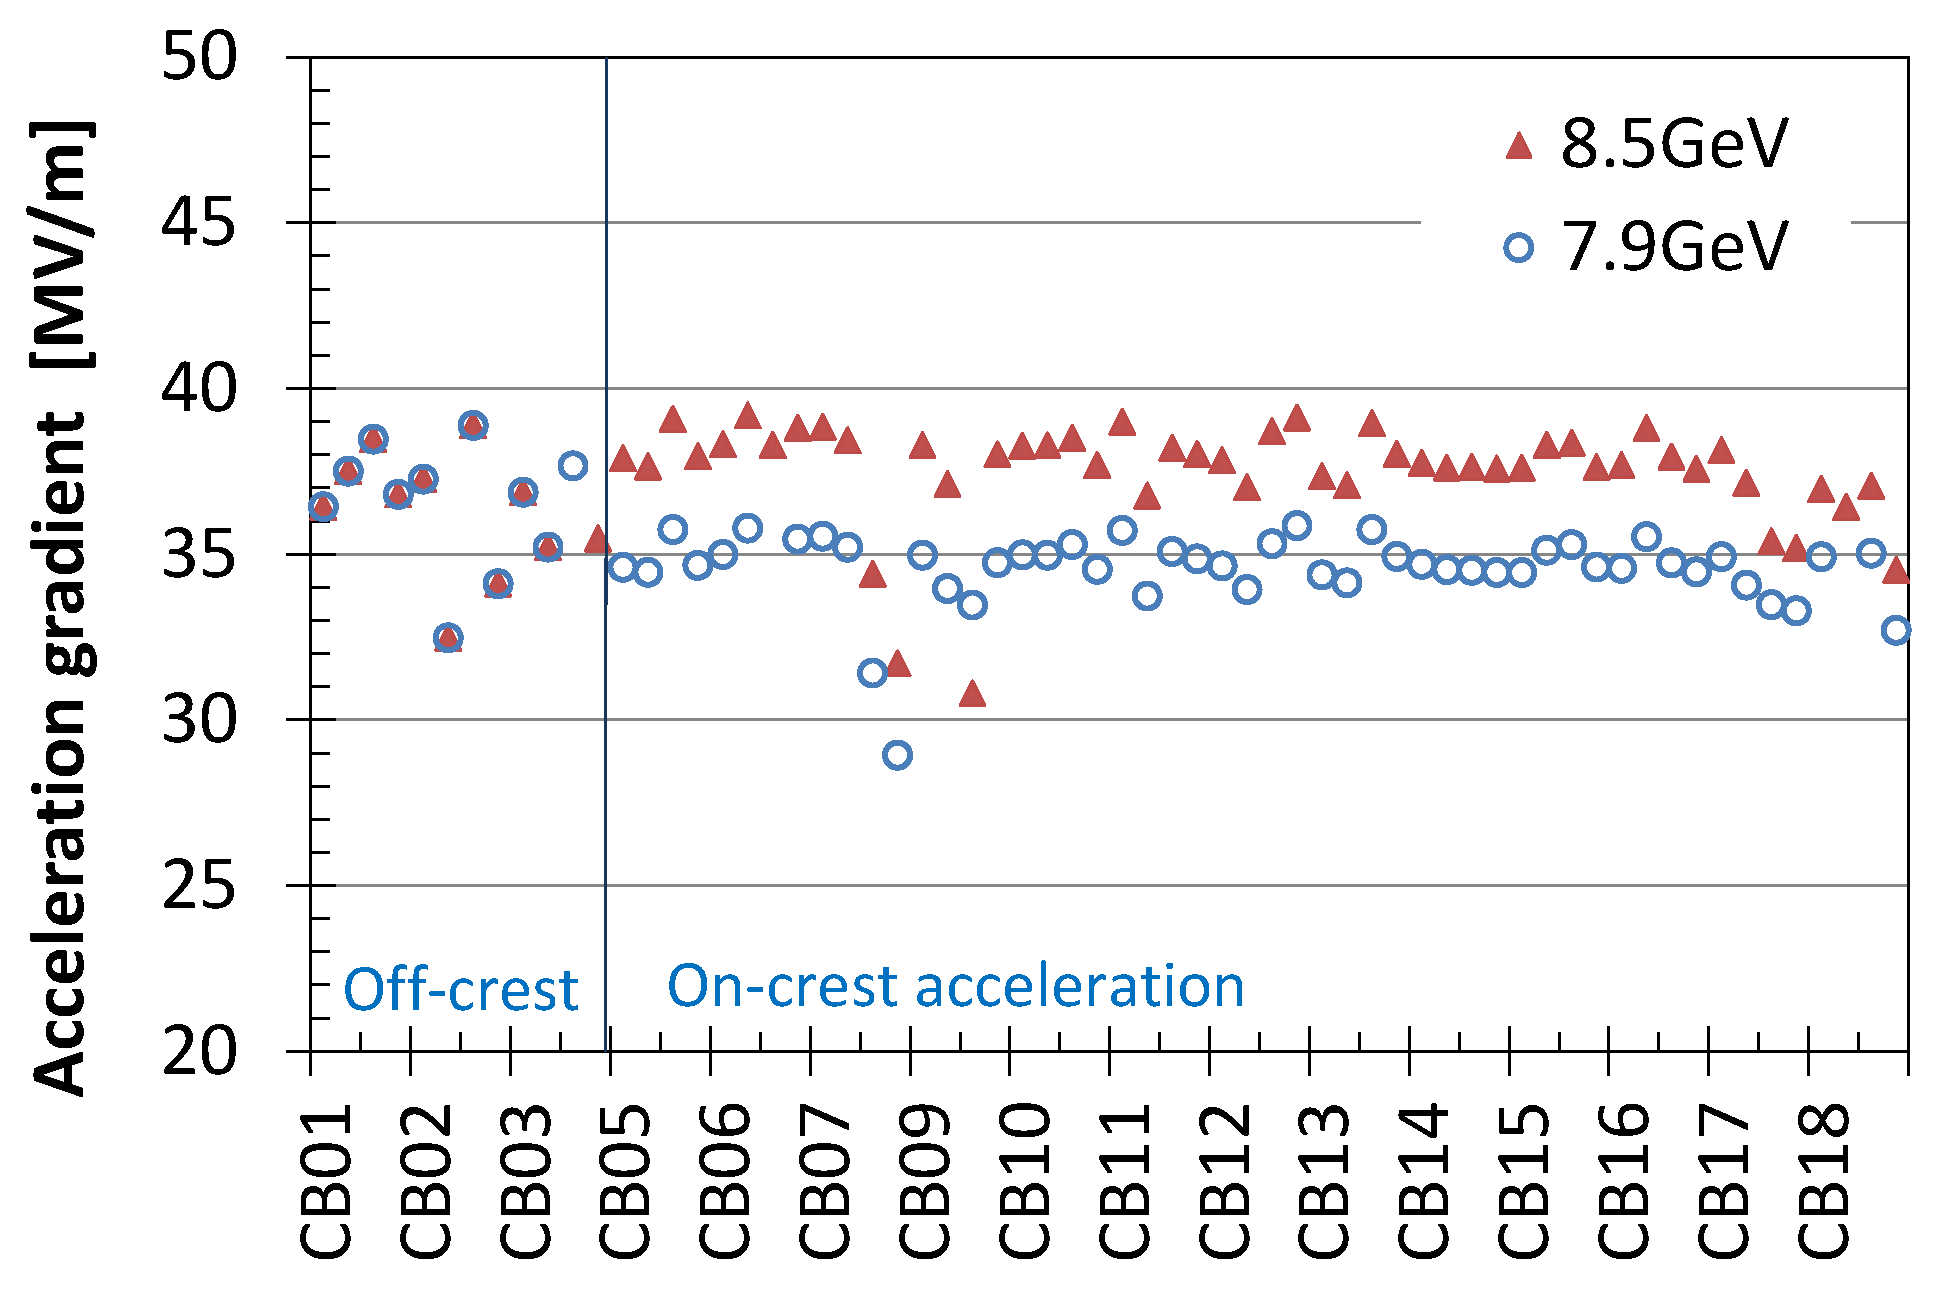 Acceleration gradient [MV/m]
50
45
40
35
30
25
20
8.5GeV
7.9GeV
Off-crest
On-crest acceleration
CB01
CB02
CB03
CB05
CB06
CB07
CB09
CB10
CB11
CB12
CB13
CB14
CB15
CB16
CB17
CB18